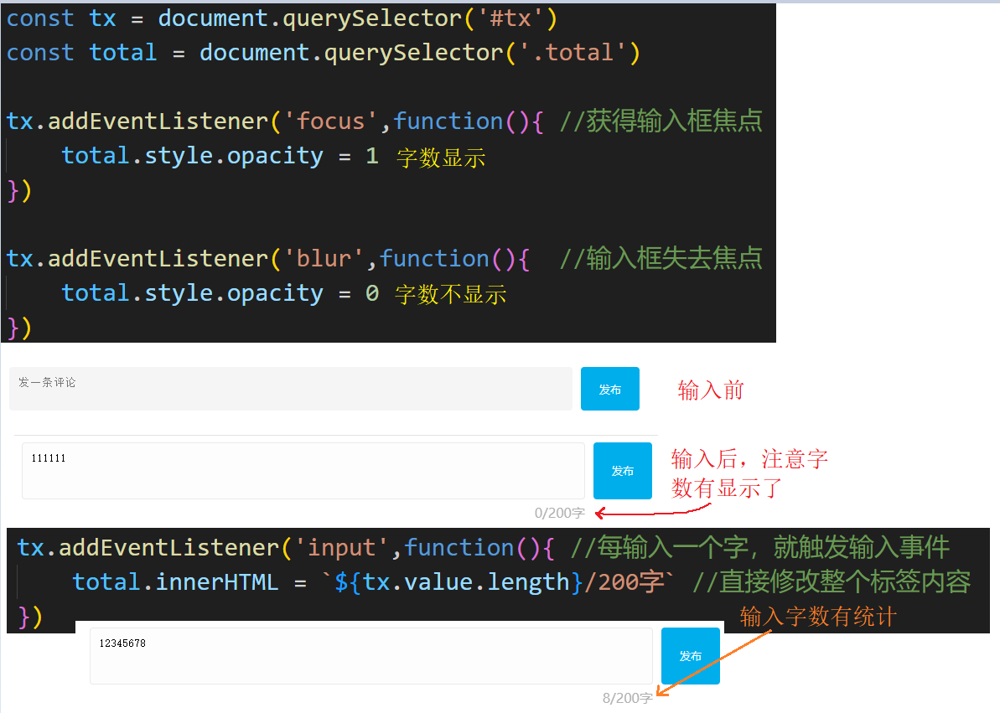 const tx = document.querySelector('#tx')
const total = document.querySelector('.total')
tx.addEventListener('focus',function(){ //获得输入框焦点
total.style.opacity = 1 字数显示
})
tx.addEventListener('blur',function(){ //输入框失去焦点
total.style.opacity = 0 字数不显示
})
发一条评论 发布 输入前
111111 发布 输入后，注意字
数有显示了
0/200字
tx.addEventListener('input',function(){ //每输入一个字，就触发输入事件
total.innerHTML = `${tx.value.length}/200字` //直接修改整个标签内容
})
输入字数有统计
12345678 发布
8/200字